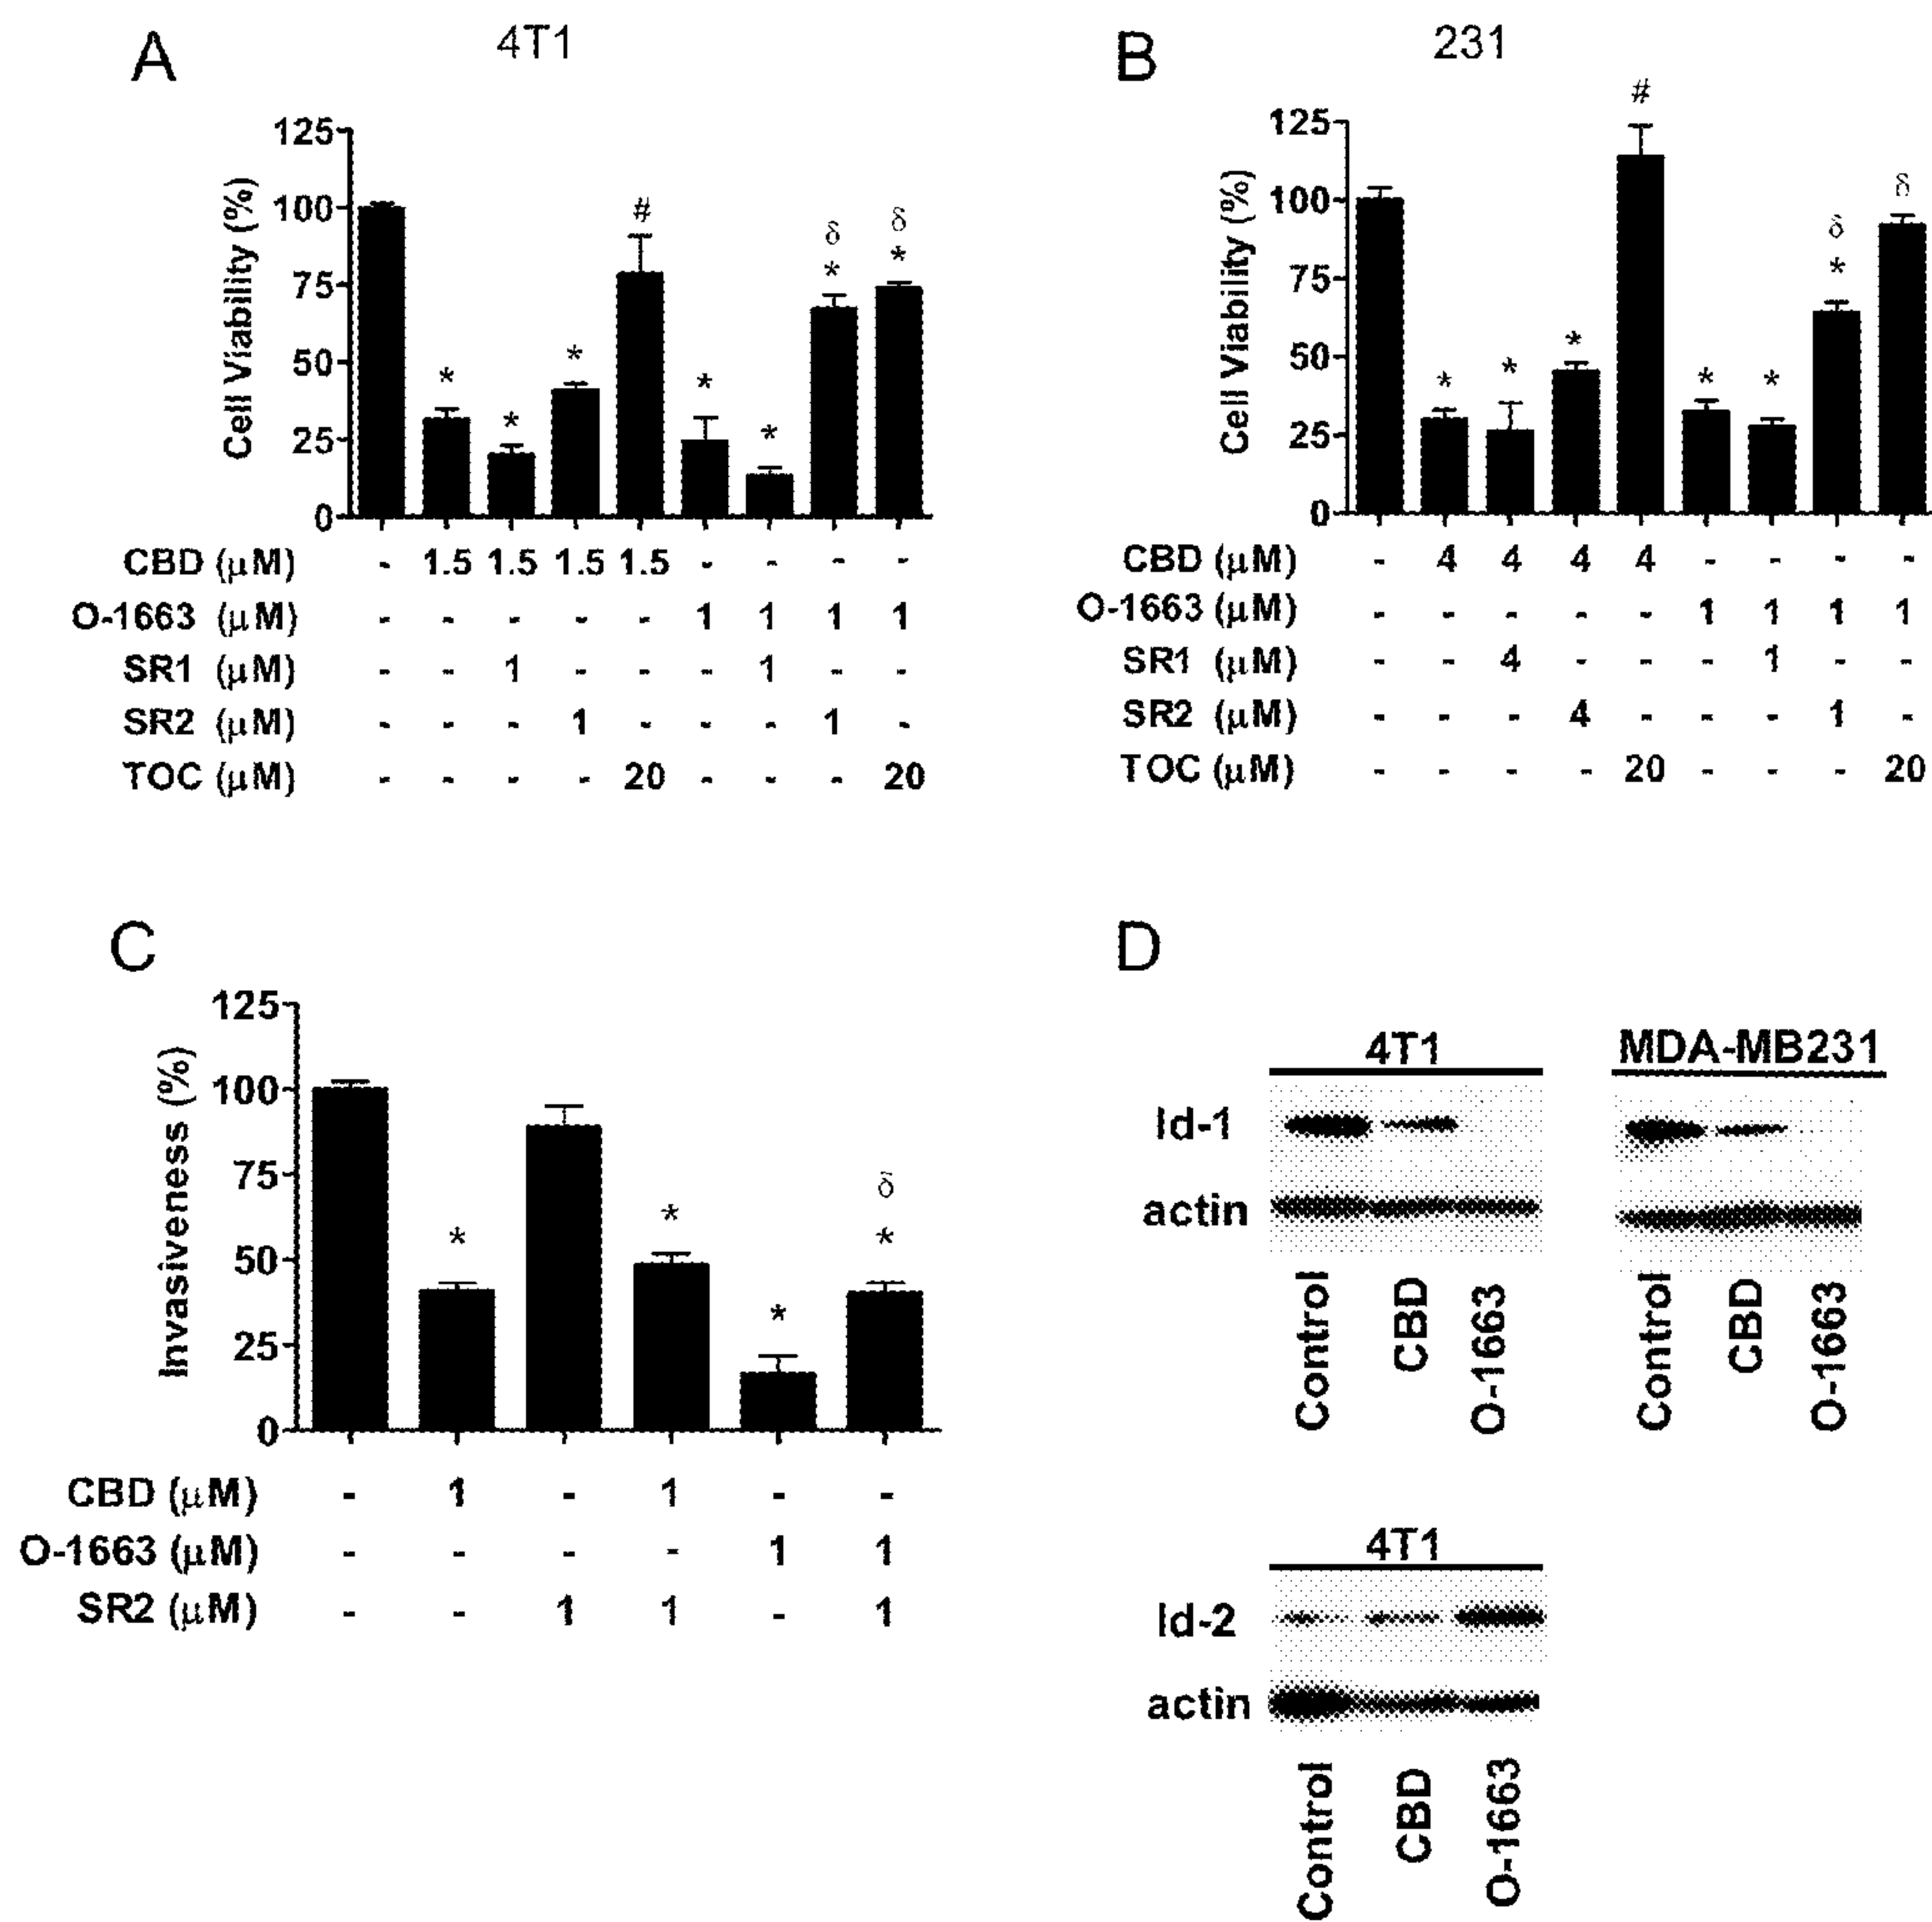 A
4T1
125
100
75
50
25
0
Cell Viability (%)
# 
δ
δ
*
*
*
*
*
*
*
CBD (μM) - 1.5 1.5 1.5 1.5 - - - -
O-1663 (μM) - - - - - 1 1 1 1
SR1 (μM) - - 1 - - - 1 - -
SR2 (μM) - - - 1 - - - 1 -
TOC (μM) - - - - 20 - - - 20
B
231
125
100
75
50
25
0
Cell Viability (%)
#
δ
δ
*
*
*
*
*
*
CBD (μM) - 4 4 4 4 - - - -
O-1663 (μM) - - - - - 1 1 1 1
SR1 (μM) - - 4 - - - 1 - -
SR2 (μM) - - - 4 - - - 1 -
TOC (μM) - - - - 20 - - - 20
C
125
100
75
50
25
0
Invasiveness (%)
δ
*
*
*
*
CBD (μM) - 1 - 1 - -
O-1663 (μM) - - - - 1 1
SR2 (μM) - - 1 1 - 1
D
4T1
MDA-MB231
Id-1
actin
Control
CBD
O-1663
Control
CBD
O-1663
4T1
Id-2
actin
Control
CBD
O-1663